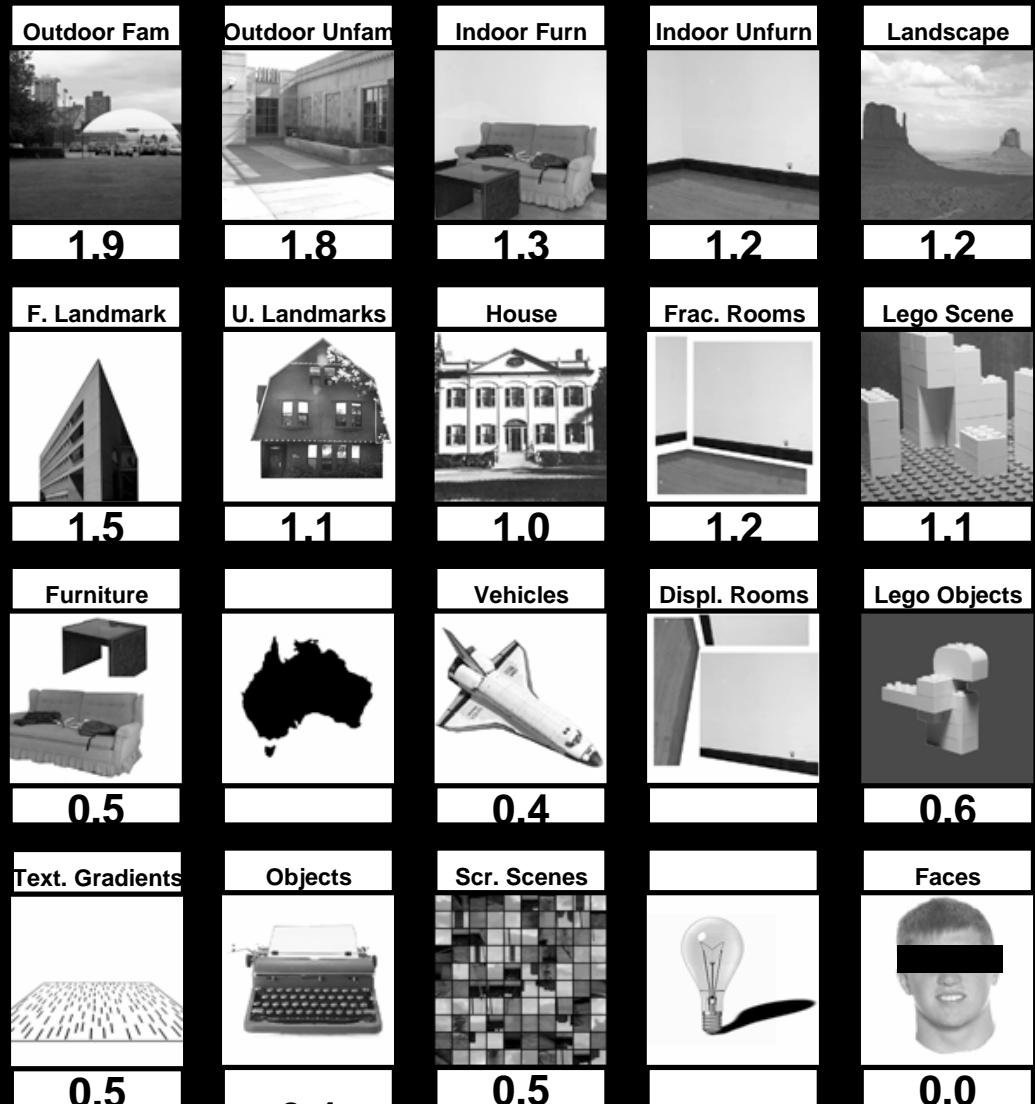 Outdoor Fam
Outdoor Unfam
Indoor Furn
Indoor Unfurn
Landscape
1.9
1.8
1.3
1.2
1.2
F. Landmark
U. Landmarks
House
Frac. Rooms
Lego Scene
1.5
1.1
1.0
1.2
1.1
Furniture
Vehicles
Displ. Rooms
Lego Objects
0.5
0.4
0.6
Text. Gradients
Objects
Scr. Scenes
Faces
0.5
0.5
0.0